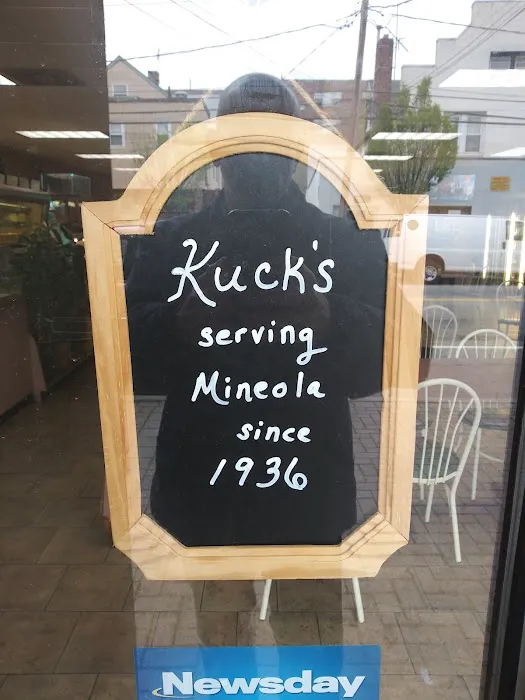 Kuck's
serving
Mineola
since
1936
Newsday